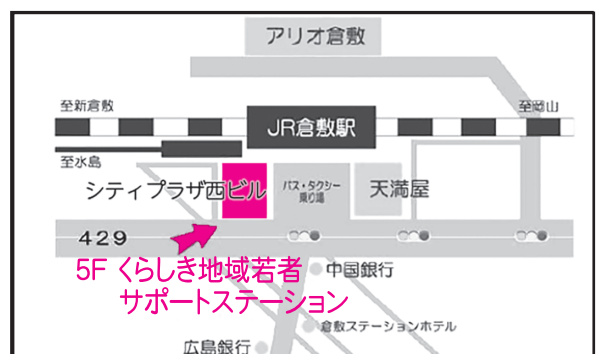 アリオ倉敷
至新倉敷
至岡山
JR倉敷駅
至水島
シティプラザ西ビル
バス・タクシー
乗り場
天満屋
429
5F くらしき地域若者
サポートステーション
中国銀行
倉敷ステーションホテル
広島銀行